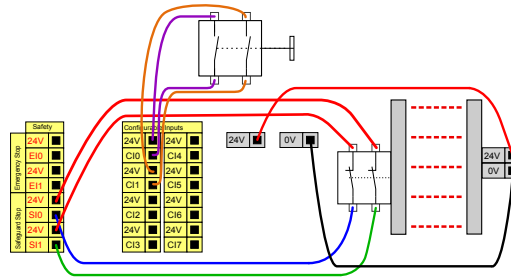 Safety
Emergency Stop
24V
EI0
24V
EI1
Safeguard Stop
24V
SI0
24V
SI1
Configurable Inputs
24V 24V
CI0 CI4
24V 24V
CI1 CI5
24V 24V
CI2 CI6
24V 24V
CI3 CI7
24V 0V
24V
0V